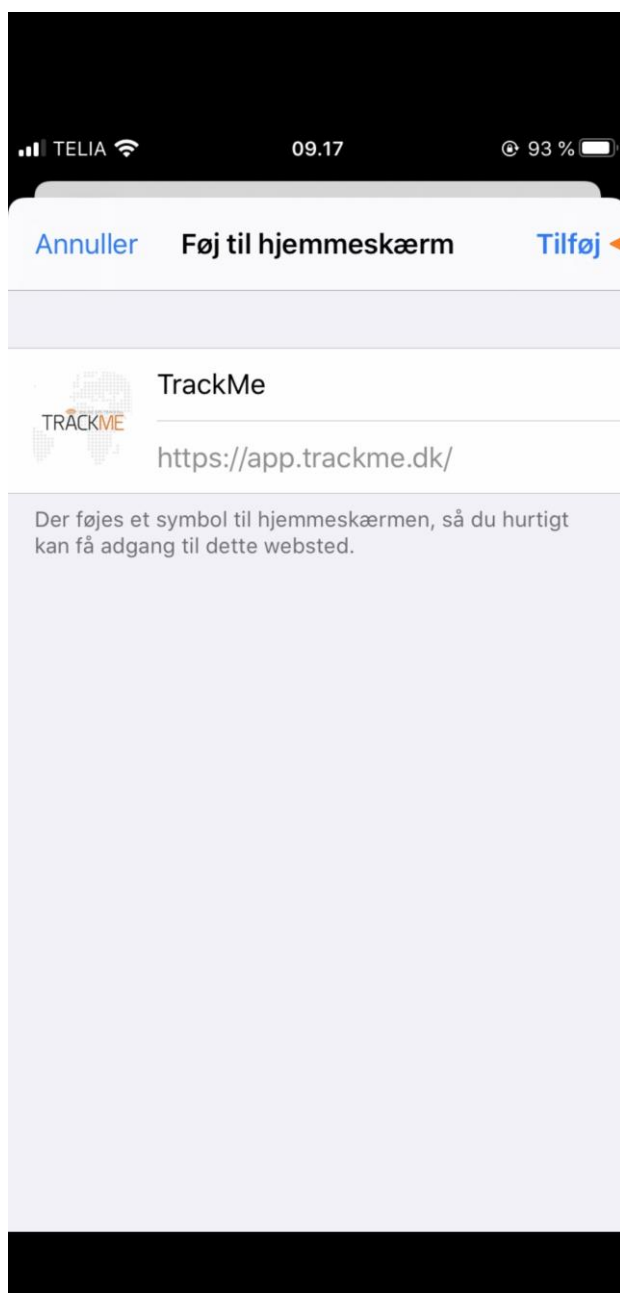 TELIA 09.17 93 %
Annuller Føj til hjemmeskærm Tilføj
TRACKME
TrackMe
https://app.trackme.dk/
Der føjes et symbol til hjemmeskærmen, så du hurtigt
kan få adgang til dette websted.